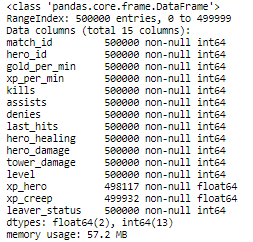 <class 'pandas.core.frame.DataFrame'>
RangeIndex: 500000 entries, 0 to 499999
Data columns (total 15 columns):
match_id 500000 non-null int64
hero_id 500000 non-null int64
gold_per_min 500000 non-null int64
xp_per_min 500000 non-null int64
kills 500000 non-null int64
assists 500000 non-null int64
denies 500000 non-null int64
last_hits 500000 non-null int64
hero_healing 500000 non-null int64
hero_damage 500000 non-null int64
tower_damage 500000 non-null int64
level 500000 non-null int64
xp_hero 498117 non-null float64
xp_creep 499932 non-null float64
leaver_status 500000 non-null int64
dtypes: float64(2), int64(13)
memory usage: 57.2 MB